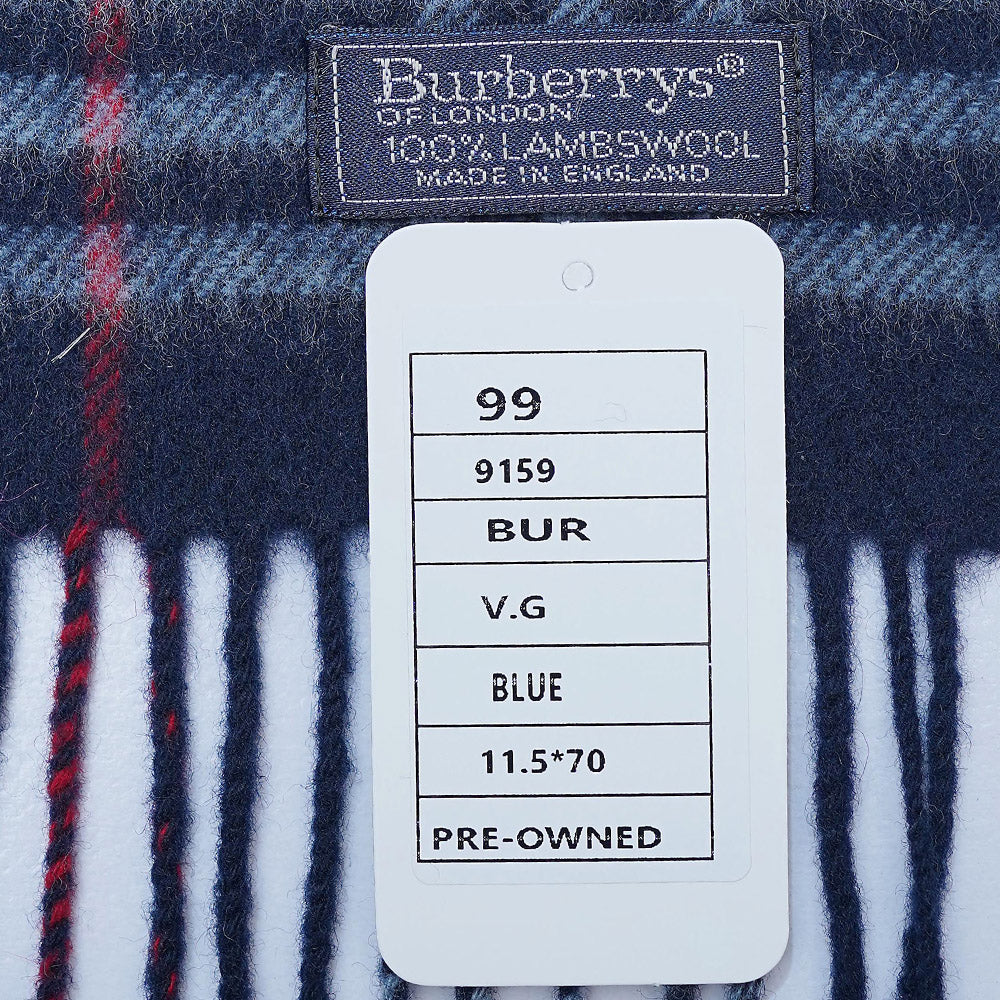 Burberrys®
OF LONDON
100% LAMBSWOOL
MADE IN ENGLAND
99
9159
BUR
V.G
BLUE
11.5*70
PRE-OWNED